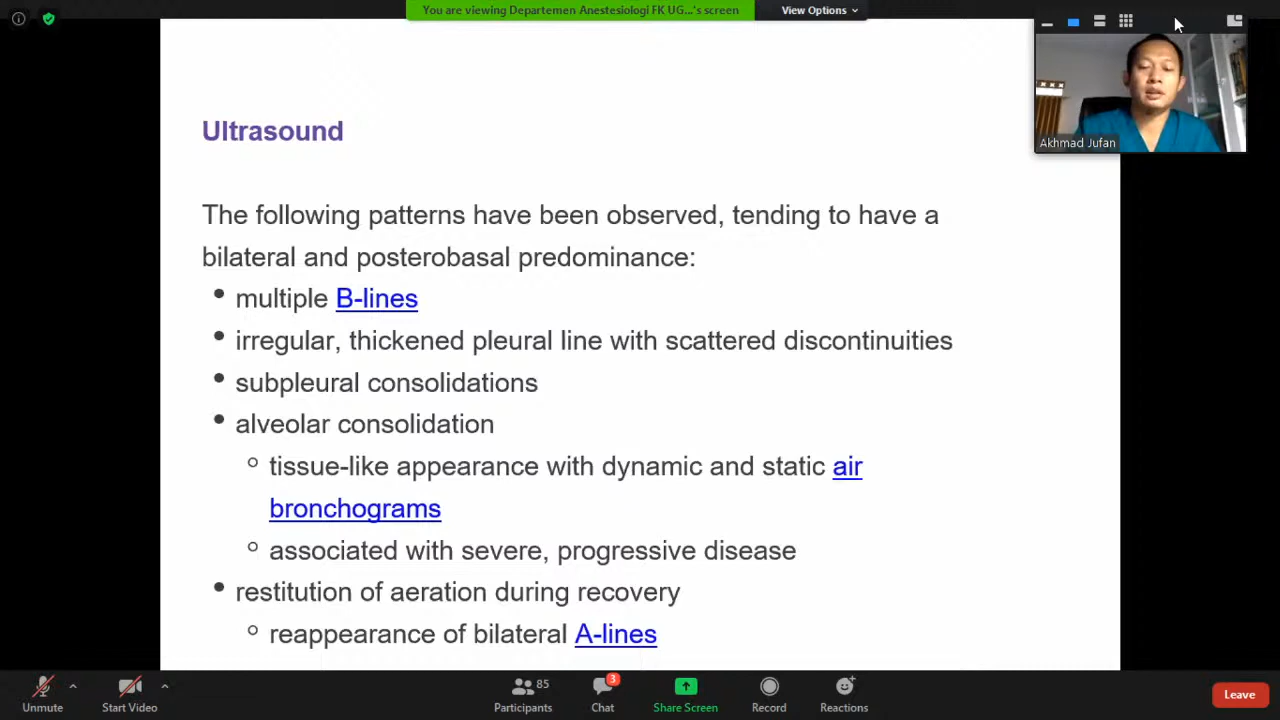 You are viewing Departemen Anestesiologi FK UG...'s screen
View Options
Akhmad Jufan
Ultrasound
The following patterns have been observed, tending to have a
bilateral and posterobasal predominance:
• multiple B-lines
• irregular, thickened pleural line with scattered discontinuities
• subpleural consolidations
• alveolar consolidation
○ tissue-like appearance with dynamic and static air
bronchograms
○ associated with severe, progressive disease
• restitution of aeration during recovery
○ reappearance of bilateral A-lines
Unmute
Start Video
85
Participants
3
Chat
Share Screen
Record
Reactions
Leave